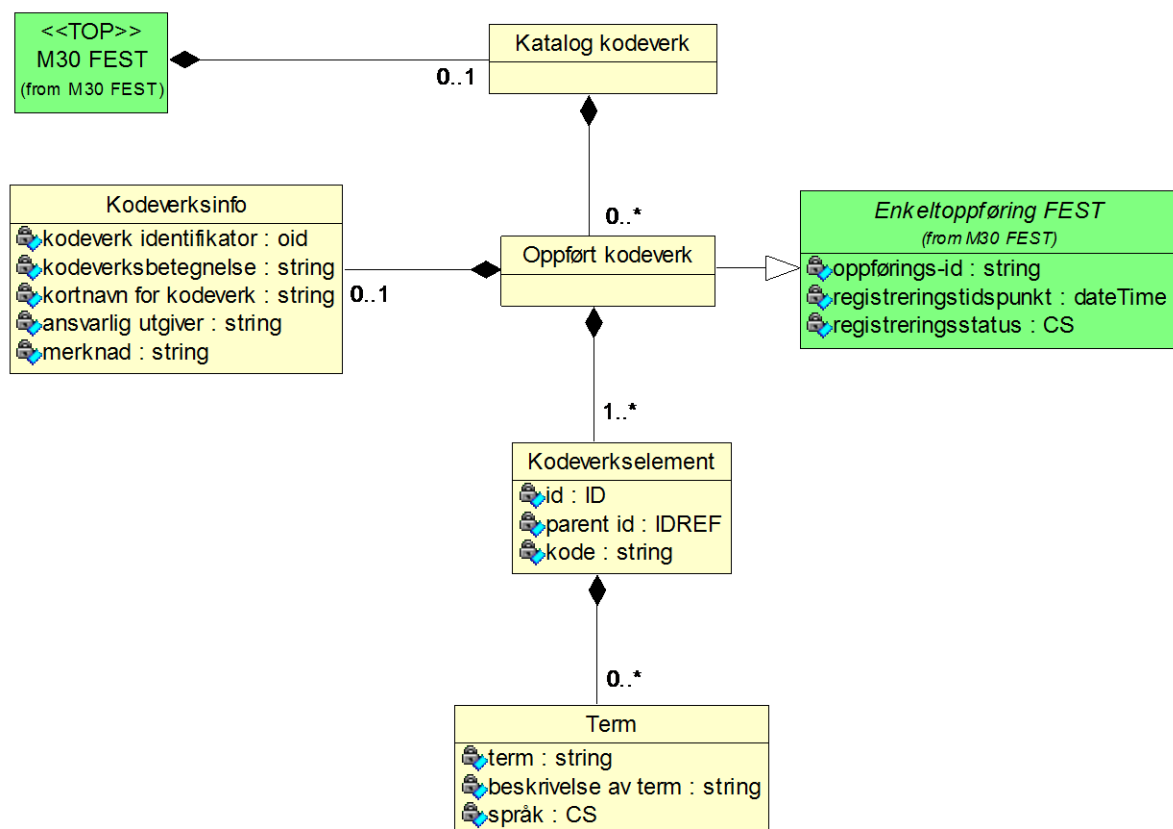 <<TOP>>
M30 FEST
(from M30 FEST)
0..1
Katalog kodeverk
0..*
Kodeverksinfo
kodeverk identifikator : oid
kodeverksbetegnelse : string
kortnavn for kodeverk : string
ansvarlig utgiver : string
merknad : string
0..1
Oppført kodeverk
Enkeltoppføring FEST
(from M30 FEST)
oppførings-id : string
registreringstidspunkt : dateTime
registreringsstatus : CS
1..*
Kodeverkselement
id : ID
parent id : IDREF
kode : string
0..*
Term
term : string
beskrivelse av term : string
språk : CS